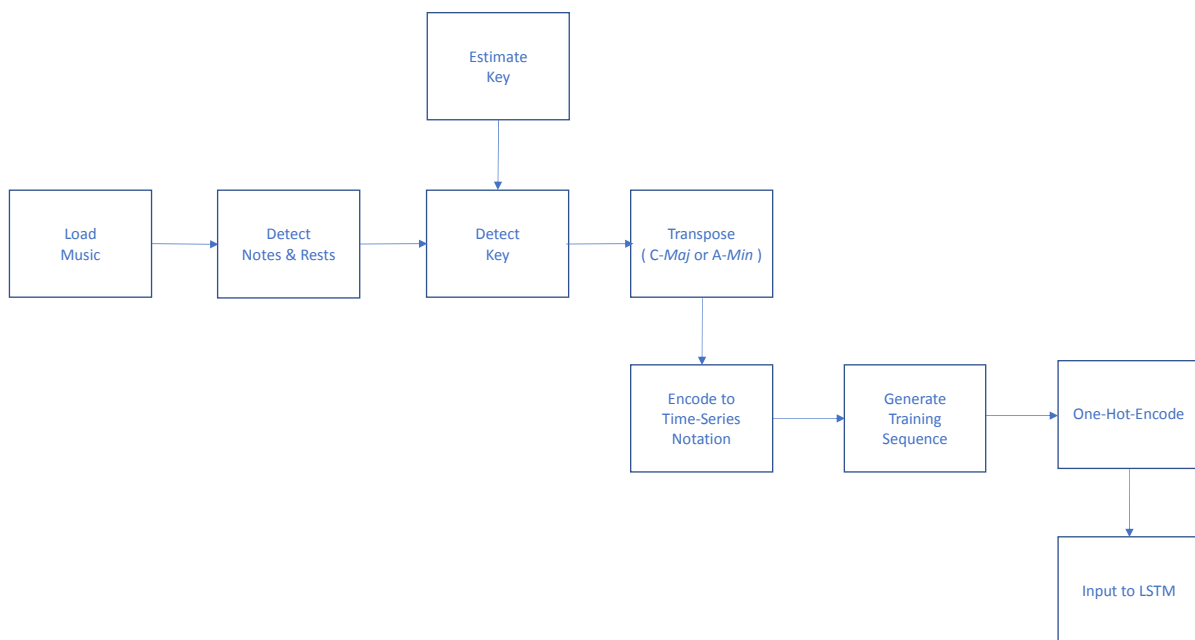 Estimate
Key
Load
Music
Detect
Notes & Rests
Detect
Key
Transpose
( C-Maj or A-Min )
Encode to
Time-Series
Notation
Generate
Training
Sequence
One-Hot-Encode
Input to LSTM